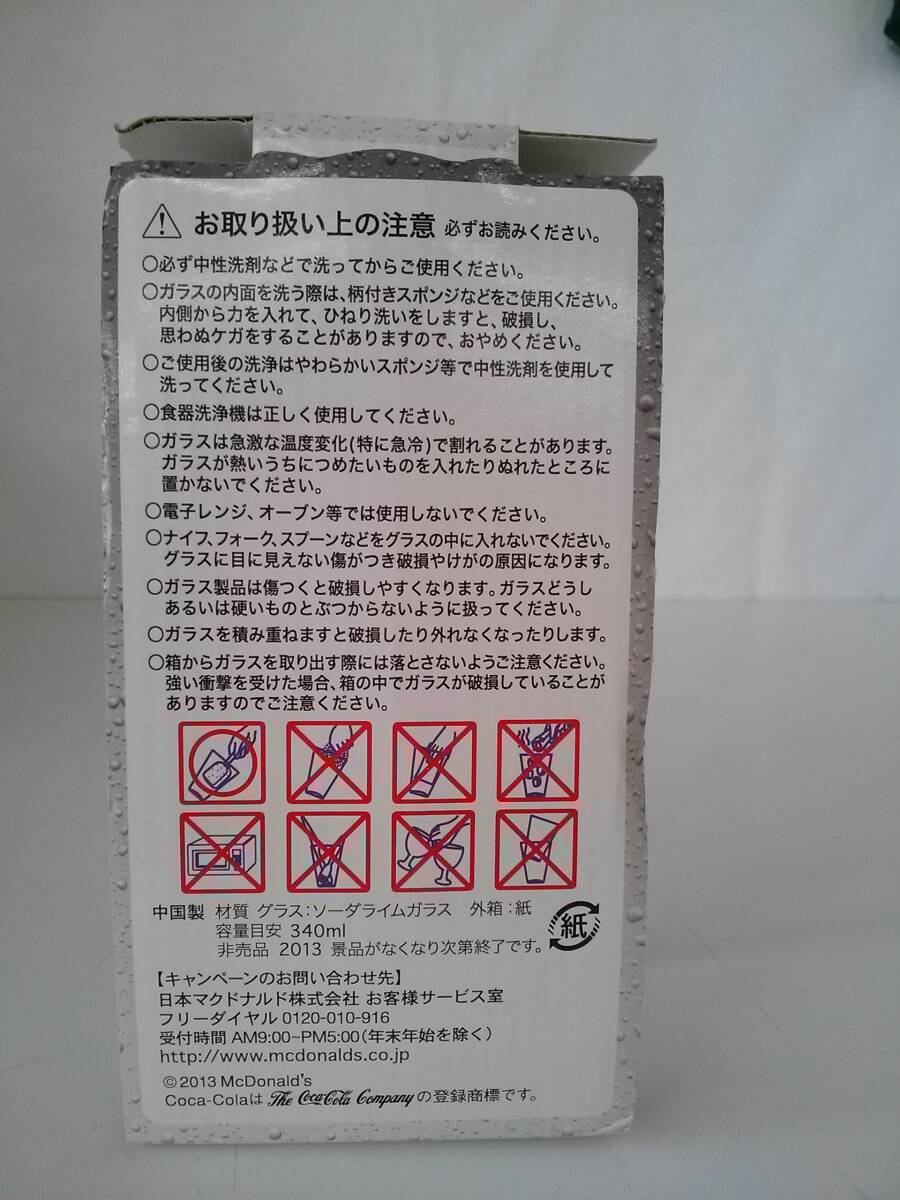 お取り扱い上の注意 必ずお読みください。
○必ず中性洗剤などで洗ってからご使用ください。
○ガラスの内面を洗う際は、柄付きスポンジなどをご使用ください。
内側から力を入れて、ひねり洗いをしますと、破損し、
思わぬケガをすることがありますので、おやめください。
○ご使用後の洗浄はやわらかいスポンジ等で中性洗剤を使用して
洗ってください。
○食器洗浄機は正しく使用してください。
○ガラスは急激な温度変化(特に急冷)で割れることがあります。
ガラスが熱いうちにつめたいものを入れたりぬれたところに
置かないでください。
○電子レンジ、オーブン等では使用しないでください。
○ナイフ、フォーク、スプーンなどをグラスの中に入れないでください。
グラスに目に見えない傷がつき破損やけがの原因になります。
○ガラス製品は傷つくと破損しやすくなります。ガラスどうし
あるいは硬いものとぶつからないように扱ってください。
○ガラスを積み重ねますと破損したり外れなくなったりします。
○箱からガラスを取り出す際には落とさないようご注意ください。
強い衝撃を受けた場合、箱の中でガラスが破損していることが
ありますのでご注意ください。
中国製 材質 グラス:ソーダライムガラス 外箱:紙
容量目安 340ml
非売品 2013 景品がなくなり次第終了です。
紙
【キャンペーンのお問い合わせ先】
日本マクドナルド株式会社 お客様サービス室
フリーダイヤル 0120-010-916
受付時間 AM9:00~PM5:00(年末年始を除く)
http://www.mcdonalds.co.jp
©2013 McDonald's
Coca-Colaは The Coca-Cola Company の登録商標です。